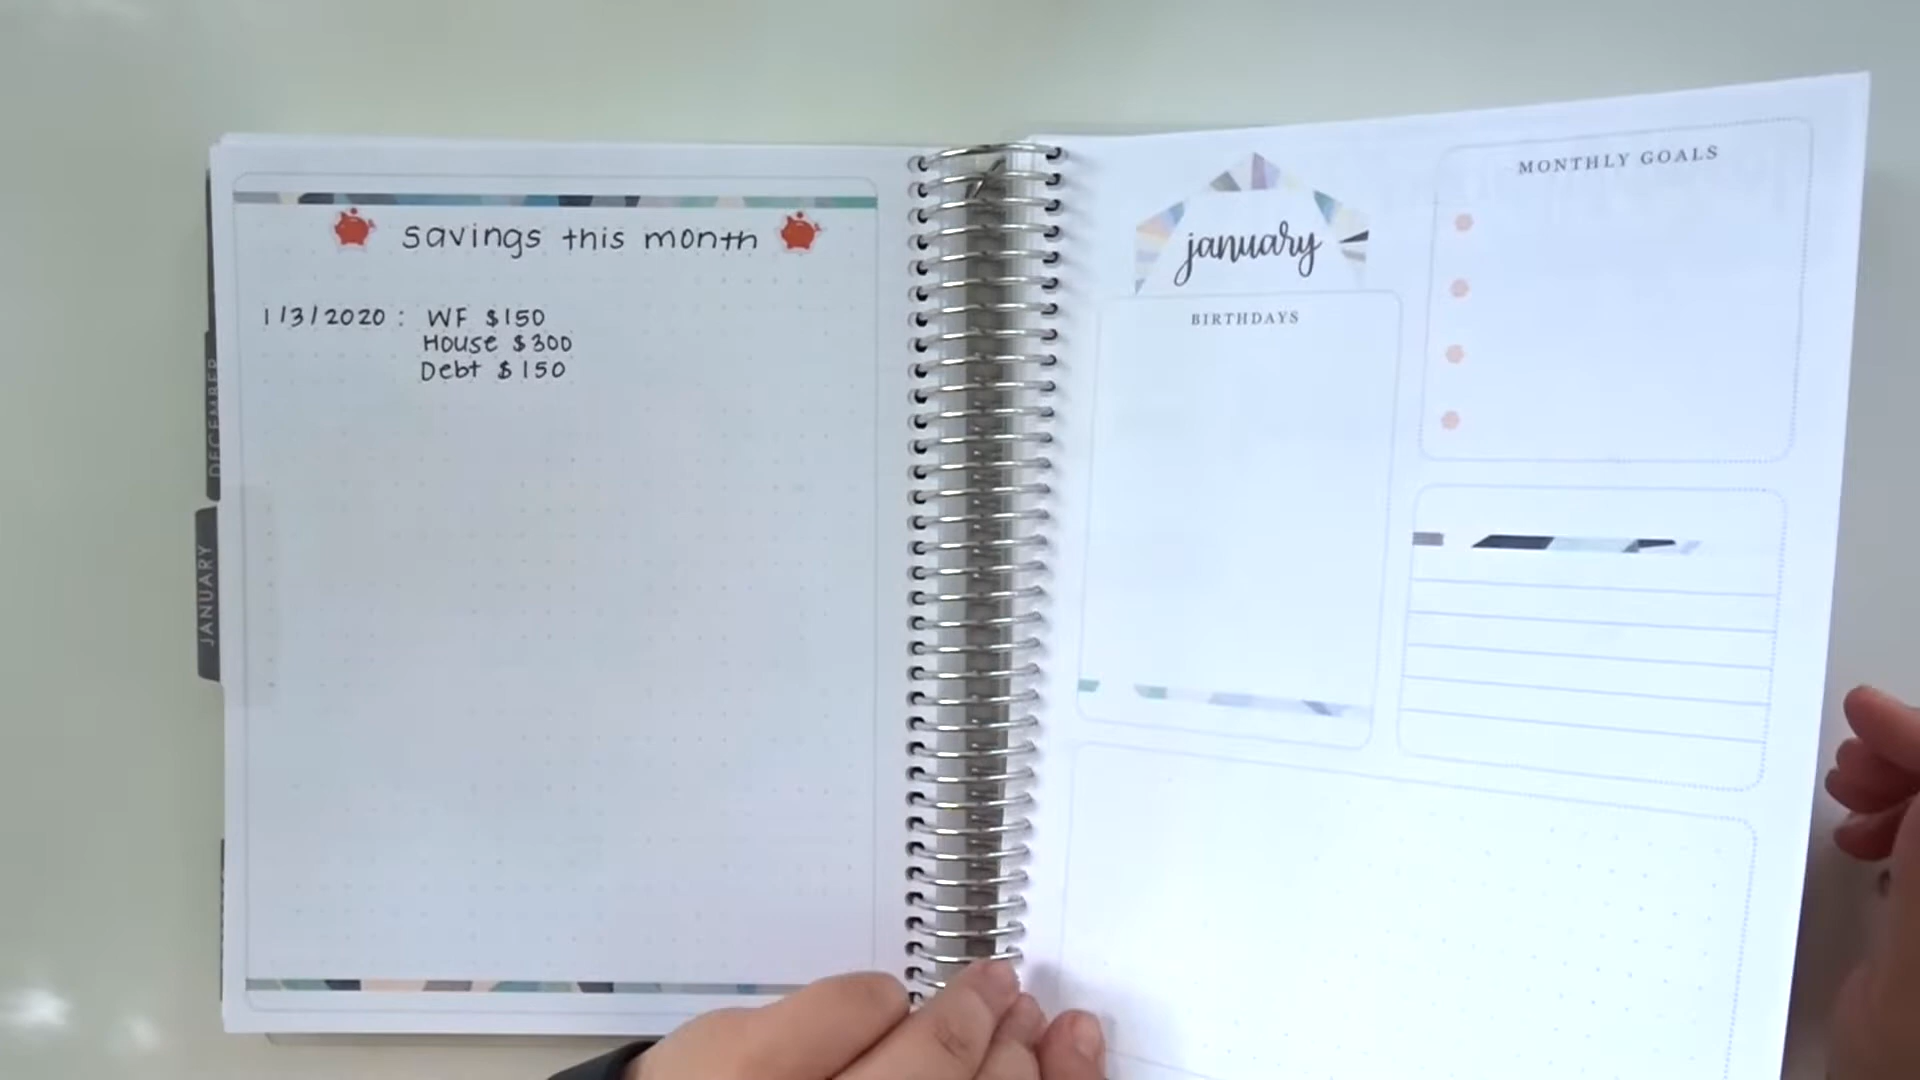 savings this month
1/3/2020: WF $150
House $300
Debt $150
DECEMBER
JANUARY
january
BIRTHDAYS
MONTHLY GOALS